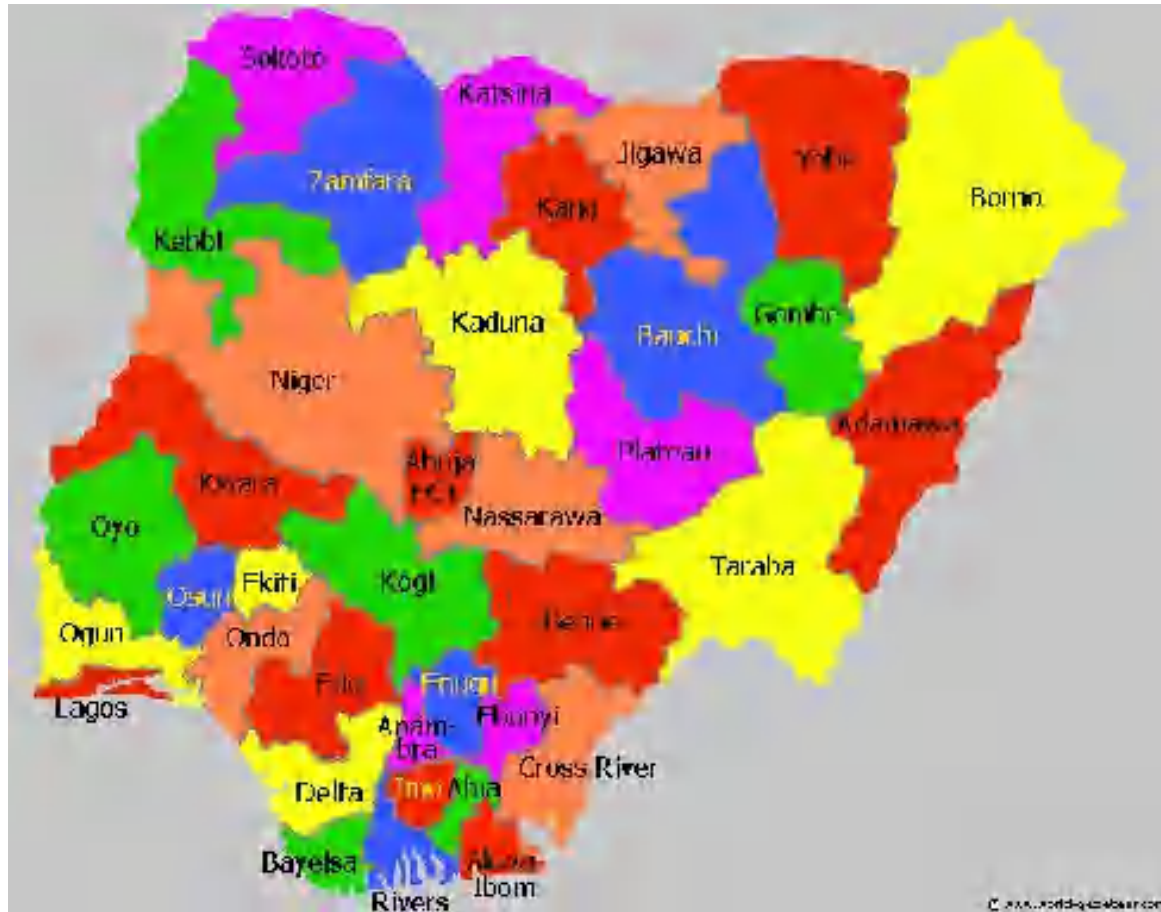 Sokoto
Katsina
Jigawa
Yobe
Borno
Zamfara
Kano
Kebbi
Gombe
Kaduna
Bauchi
Niger
Adamawa
Plateau
Abuja
FCT
Kwara
Nassarawa
Oyo
Taraba
Kogi
Osun
Ekiti
Benue
Ogun
Ondo
Edo
Enugu
Lagos
Anam-
bra
Ebonyi
Cross River
Delta
Imo
Abia
Bayelsa
Akwa-
Ibom
Rivers